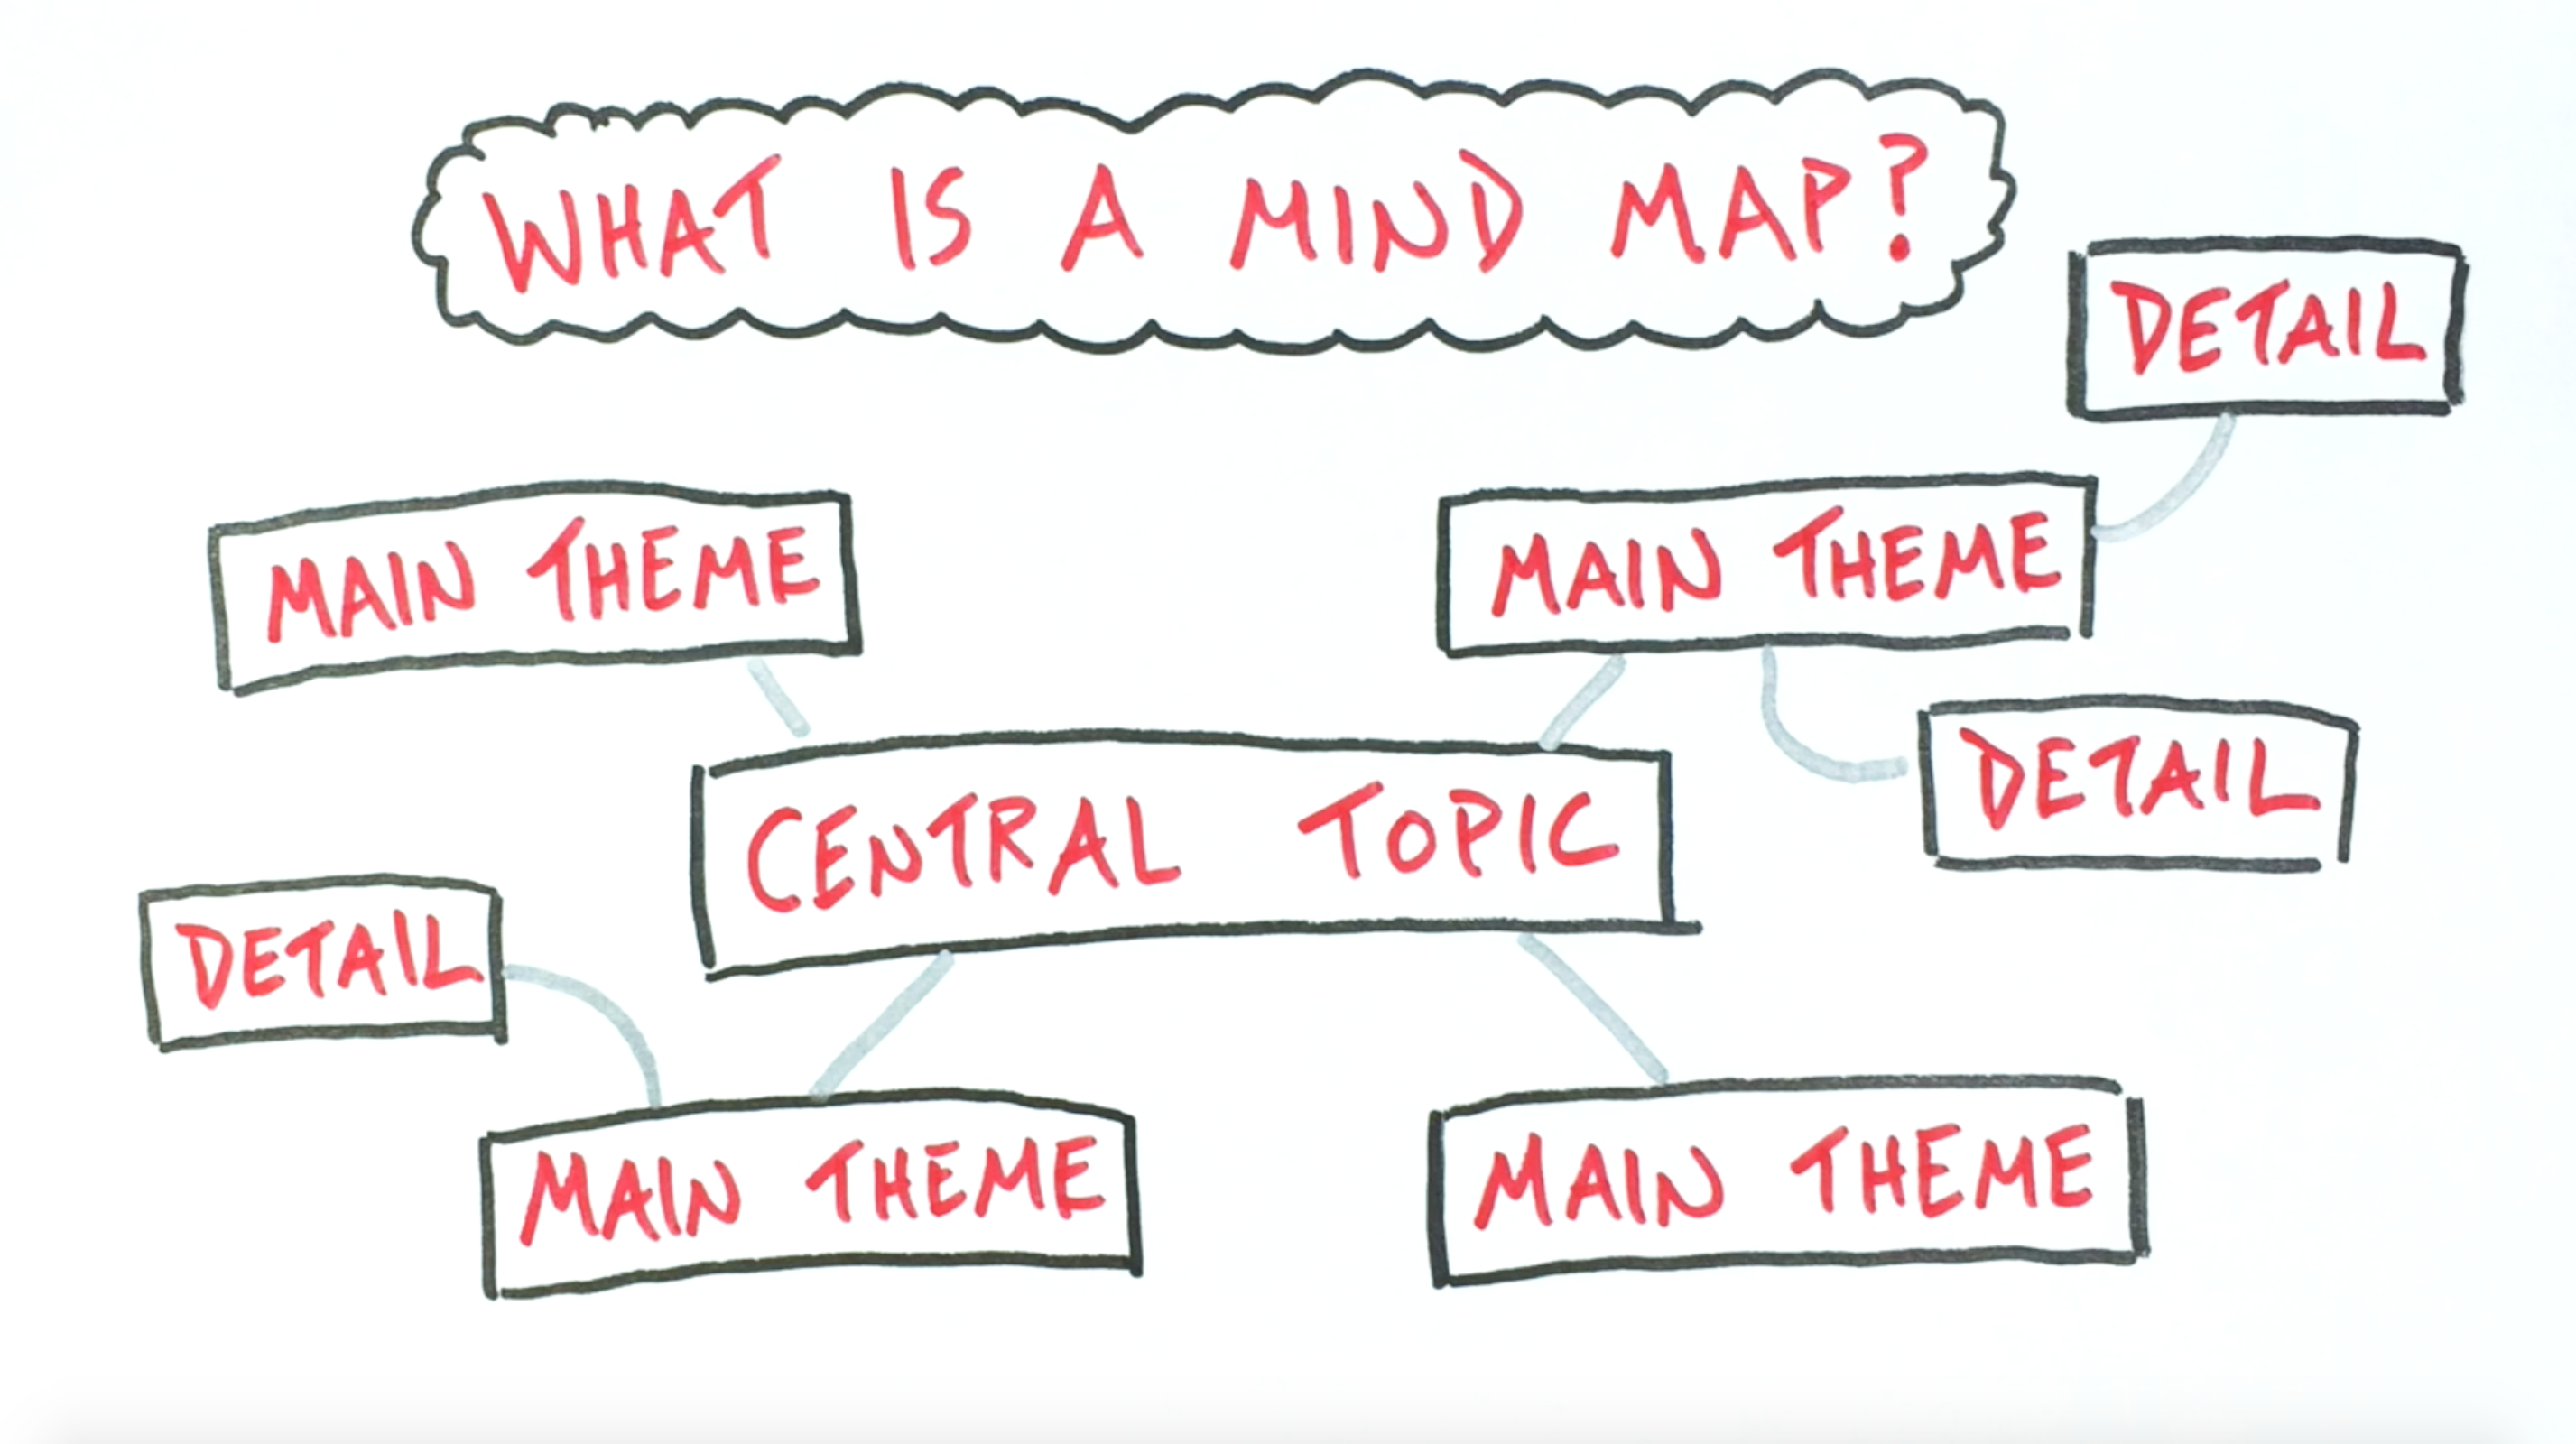 WHAT IS A MIND MAP?
DETAIL
MAIN THEME
MAIN THEME
DETAIL
CENTRAL TOPIC
DETAIL
MAIN THEME
MAIN THEME